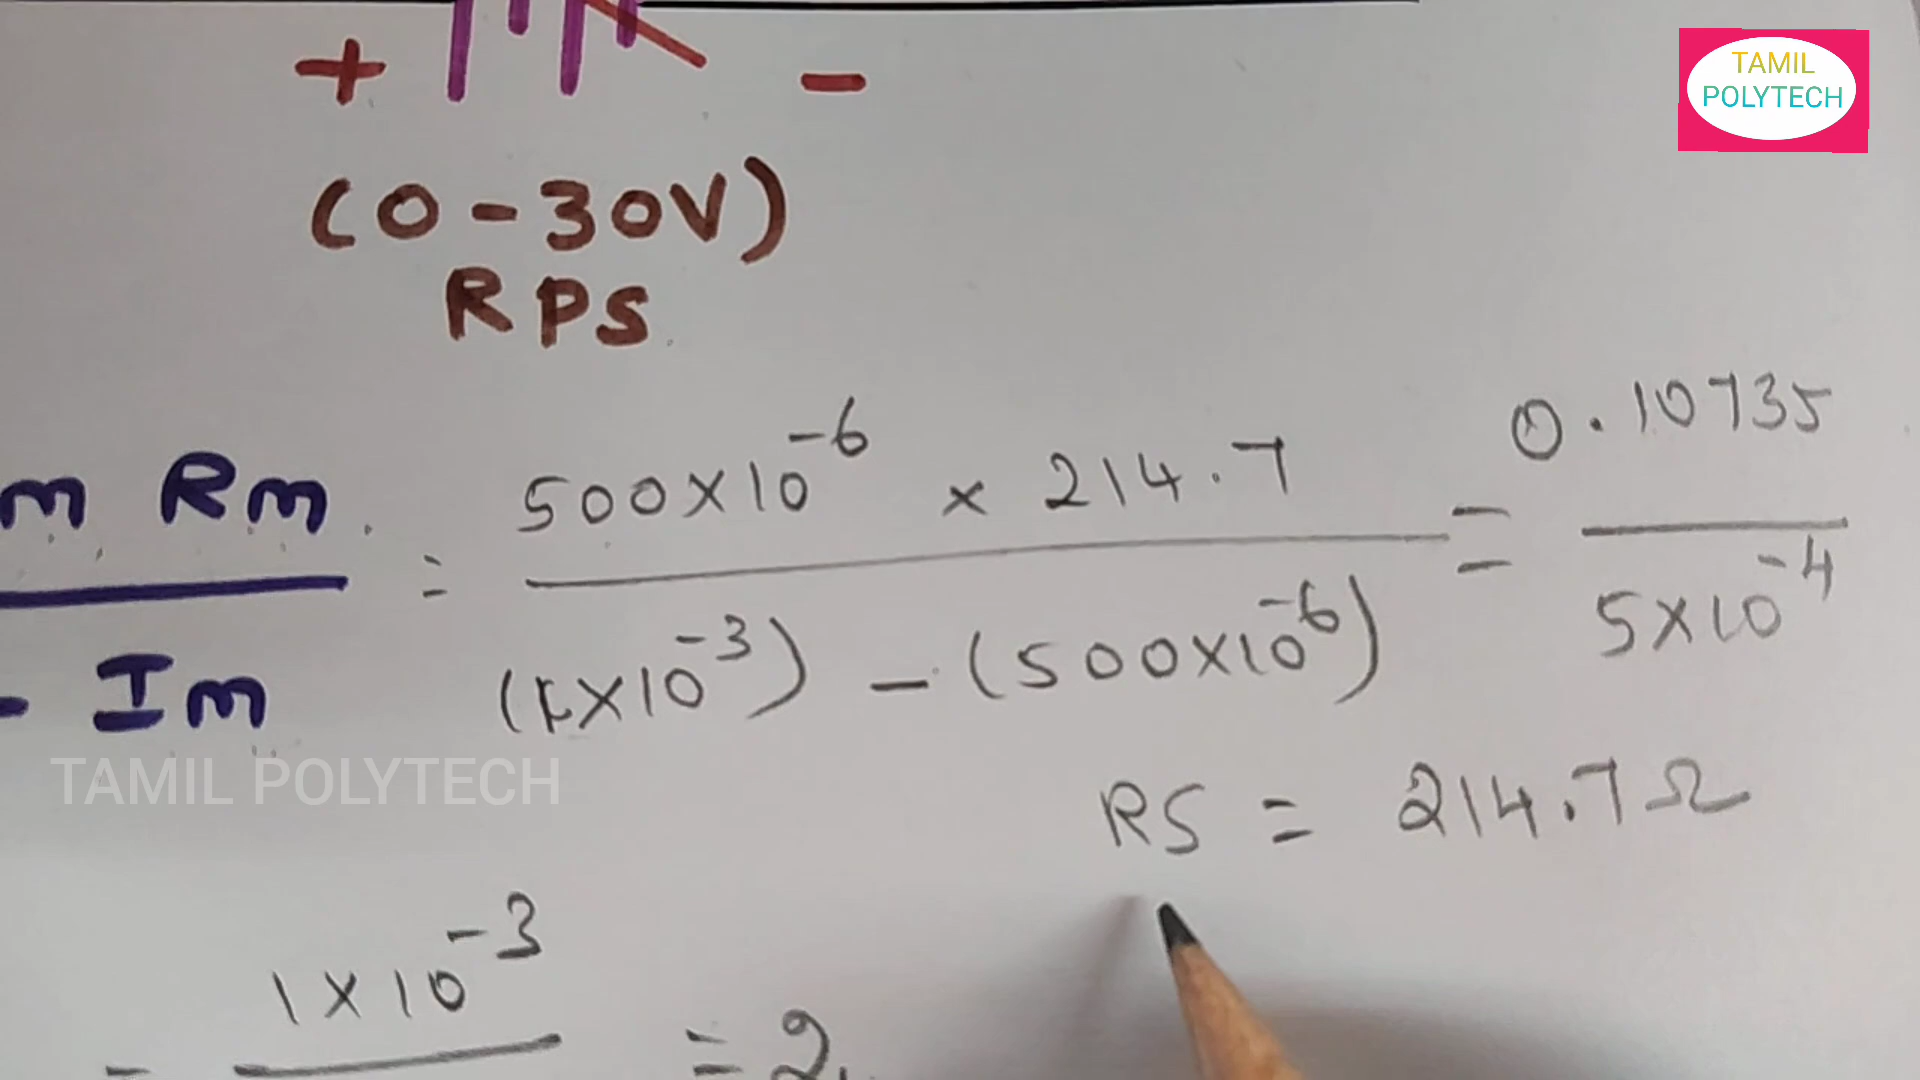 TAMIL
POLYTECH
+ -
(0-30V)
RPS
m Rm = 500×10⁻⁶ × 214.7 = 0.10735
- Im (1×10⁻³) - (500×10⁻⁶) 5×10⁻⁴
TAMIL POLYTECH
RS = 214.7Ω
1×10⁻³
= 2